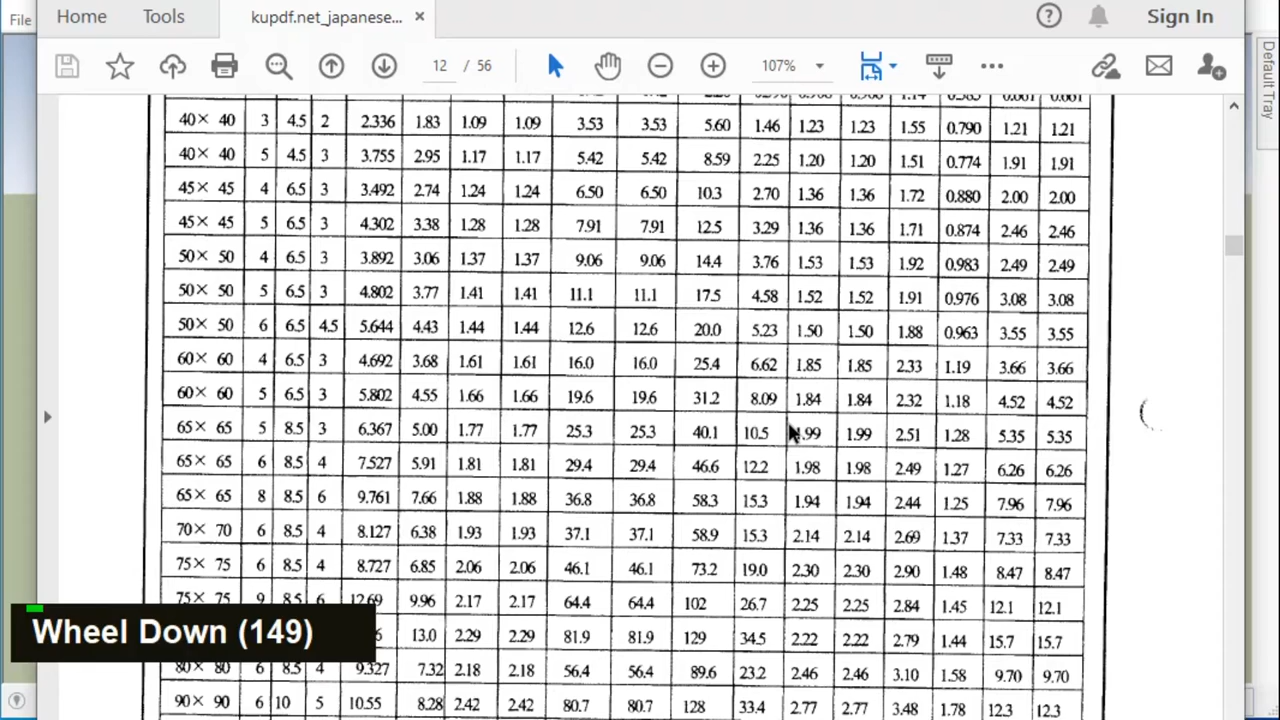 File
Home Tools kupdf.net_japanese... × ? Sign In
12 / 56 107% ...
Default Tray
40× 40 3 4.5 2 2.336 1.83 1.09 1.09 3.53 3.53 5.60 1.46 1.23 1.23 1.55 0.790 1.21 1.21
40× 40 5 4.5 3 3.755 2.95 1.17 1.17 5.42 5.42 8.59 2.25 1.20 1.20 1.51 0.774 1.91 1.91
45× 45 4 6.5 3 3.492 2.74 1.24 1.24 6.50 6.50 10.3 2.70 1.36 1.36 1.72 0.880 2.00 2.00
45× 45 5 6.5 3 4.302 3.38 1.28 1.28 7.91 7.91 12.5 3.29 1.36 1.36 1.71 0.874 2.46 2.46
50× 50 4 6.5 3 3.892 3.06 1.37 1.37 9.06 9.06 14.4 3.76 1.53 1.53 1.92 0.983 2.49 2.49
50× 50 5 6.5 3 4.802 3.77 1.41 1.41 11.1 11.1 17.5 4.58 1.52 1.52 1.91 0.976 3.08 3.08
50× 50 6 6.5 4.5 5.644 4.43 1.44 1.44 12.6 12.6 20.0 5.23 1.50 1.50 1.88 0.963 3.55 3.55
60× 60 4 6.5 3 4.692 3.68 1.61 1.61 16.0 16.0 25.4 6.62 1.85 1.85 2.33 1.19 3.66 3.66
60× 60 5 6.5 3 5.802 4.55 1.66 1.66 19.6 19.6 31.2 8.09 1.84 1.84 2.32 1.18 4.52 4.52
65× 65 5 8.5 3 6.367 5.00 1.77 1.77 25.3 25.3 40.1 10.5 .99 1.99 2.51 1.28 5.35 5.35
65× 65 6 8.5 4 7.527 5.91 1.81 1.81 29.4 29.4 46.6 12.2 1.98 1.98 2.49 1.27 6.26 6.26
65× 65 8 8.5 6 9.761 7.66 1.88 1.88 36.8 36.8 58.3 15.3 1.94 1.94 2.44 1.25 7.96 7.96
70× 70 6 8.5 4 8.127 6.38 1.93 1.93 37.1 37.1 58.9 15.3 2.14 2.14 2.69 1.37 7.33 7.33
75× 75 6 8.5 4 8.727 6.85 2.06 2.06 46.1 46.1 73.2 19.0 2.30 2.30 2.90 1.48 8.47 8.47
75× 75 9 8.5 6 12.69 9.96 2.17 2.17 64.4 64.4 102 26.7 2.25 2.25 2.84 1.45 12.1 12.1
6 13.0 2.29 2.29 81.9 81.9 129 34.5 2.22 2.22 2.79 1.44 15.7 15.7
80× 80 6 8.5 4 9.327 7.32 2.18 2.18 56.4 56.4 89.6 23.2 2.46 2.46 3.10 1.58 9.70 9.70
90× 90 6 10 5 10.55 8.28 2.42 2.42 80.7 80.7 128 33.4 2.77 2.77 3.48 1.78 12.3 12.3
Wheel Down (149)